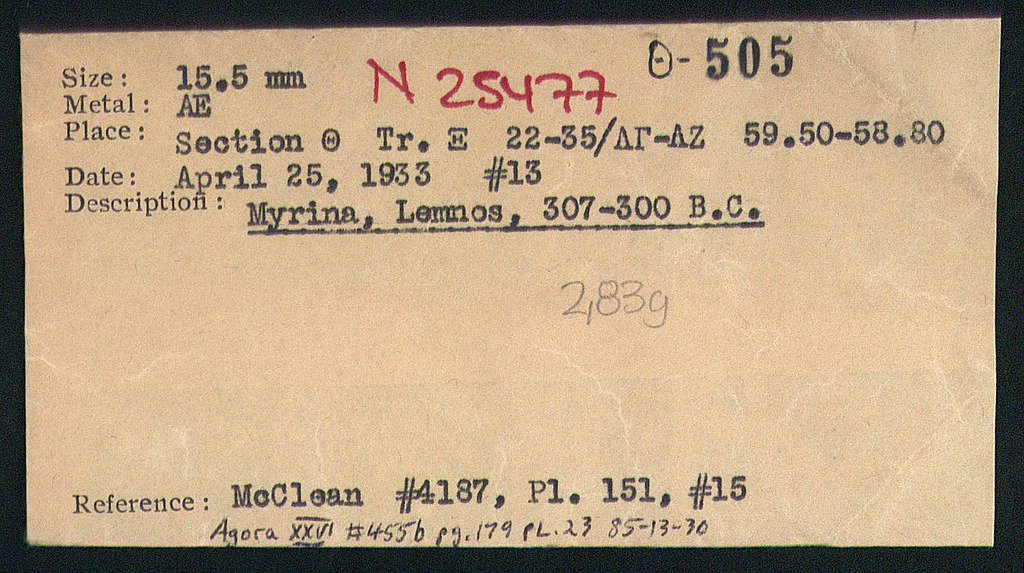 Θ-505
N 25477
Size: 15.5 mm
Metal: AE
Place: Section Θ Tr. Ξ 22-35/ΛΓ-ΛΖ 59.50-58.80
Date: April 25, 1933 #13
Description: Myrina, Lemnos, 307-300 B.C.
2,83g
Reference: McClean #4187, Pl. 151, #15
Agora XXVI #455b pg.179 PL.23 85-13-30